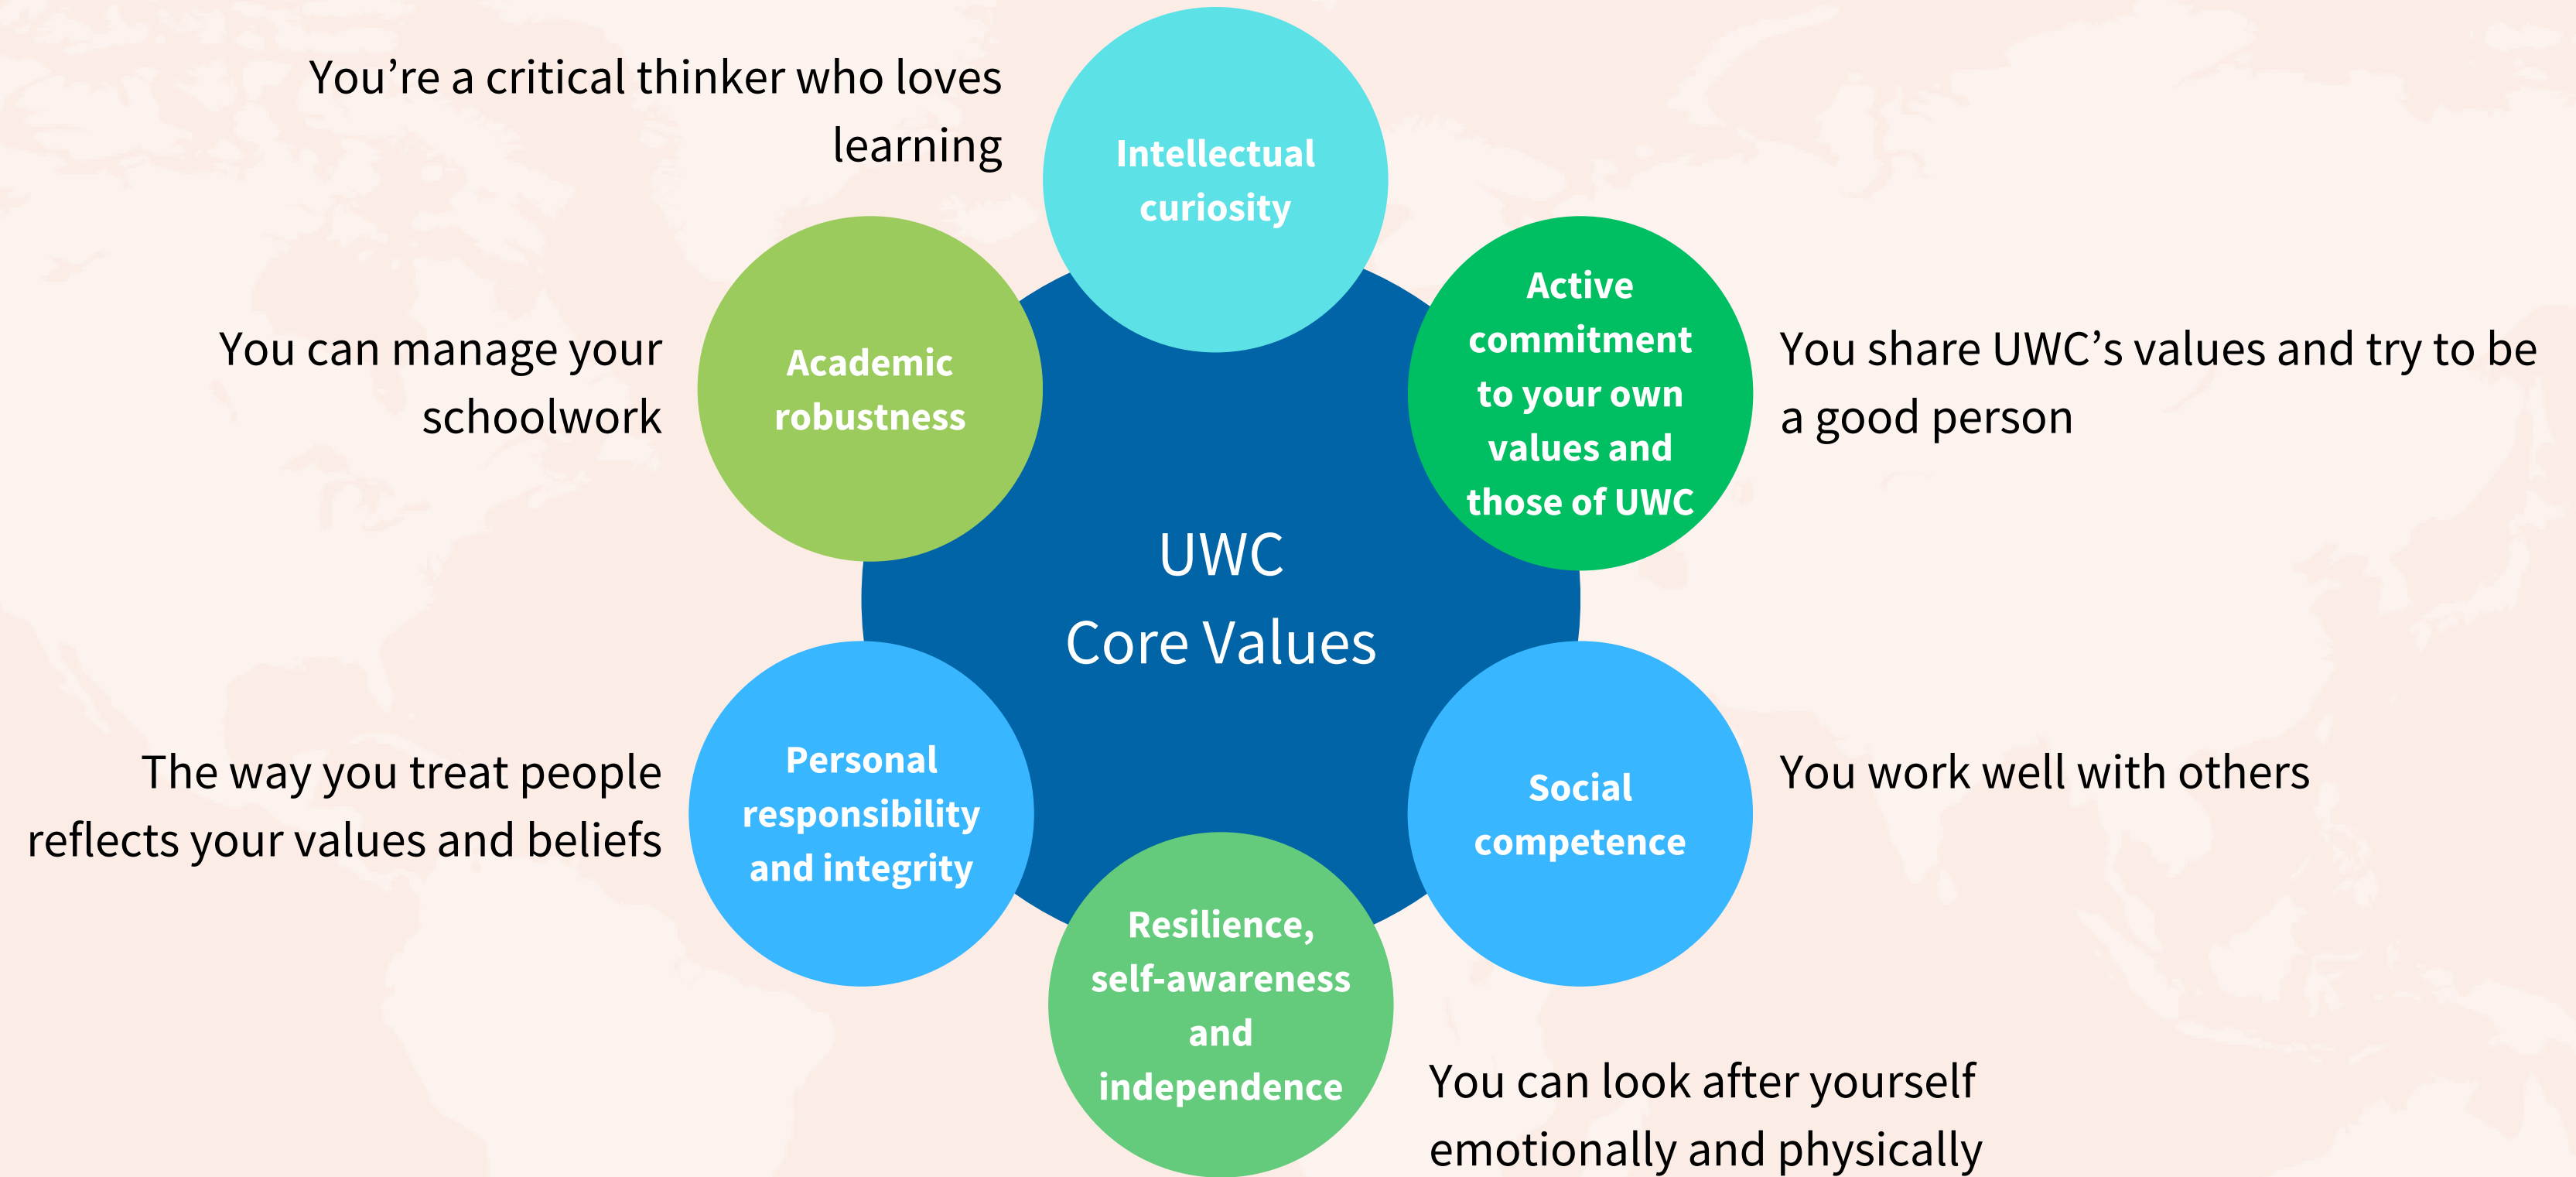 You’re a critical thinker who loves
learning
Intellectual
curiosity
Active
commitment
to your own
values and
those of UWC
You share UWC’s values and try to be
a good person
Academic
robustness
You can manage your
schoolwork
UWC
Core Values
Personal
responsibility
and integrity
The way you treat people
reflects your values and beliefs
Social
competence
You work well with others
Resilience,
self-awareness
and
independence
You can look after yourself
emotionally and physically